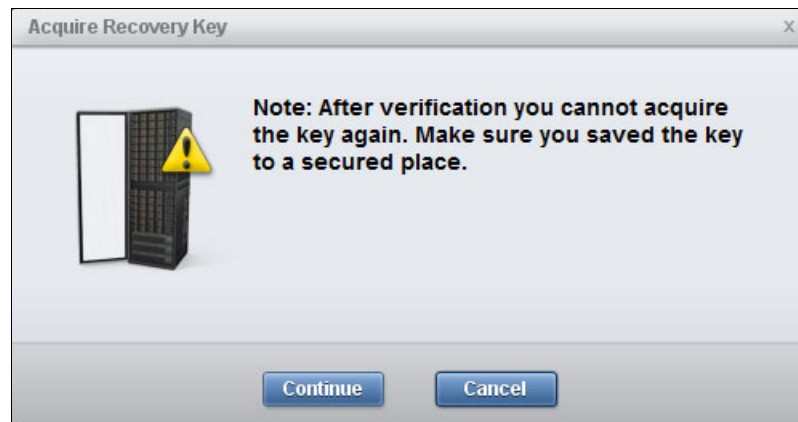 Acquire Recovery Key
x
Note: After verification you cannot acquire
the key again. Make sure you saved the key
to a secured place.
Continue
Cancel